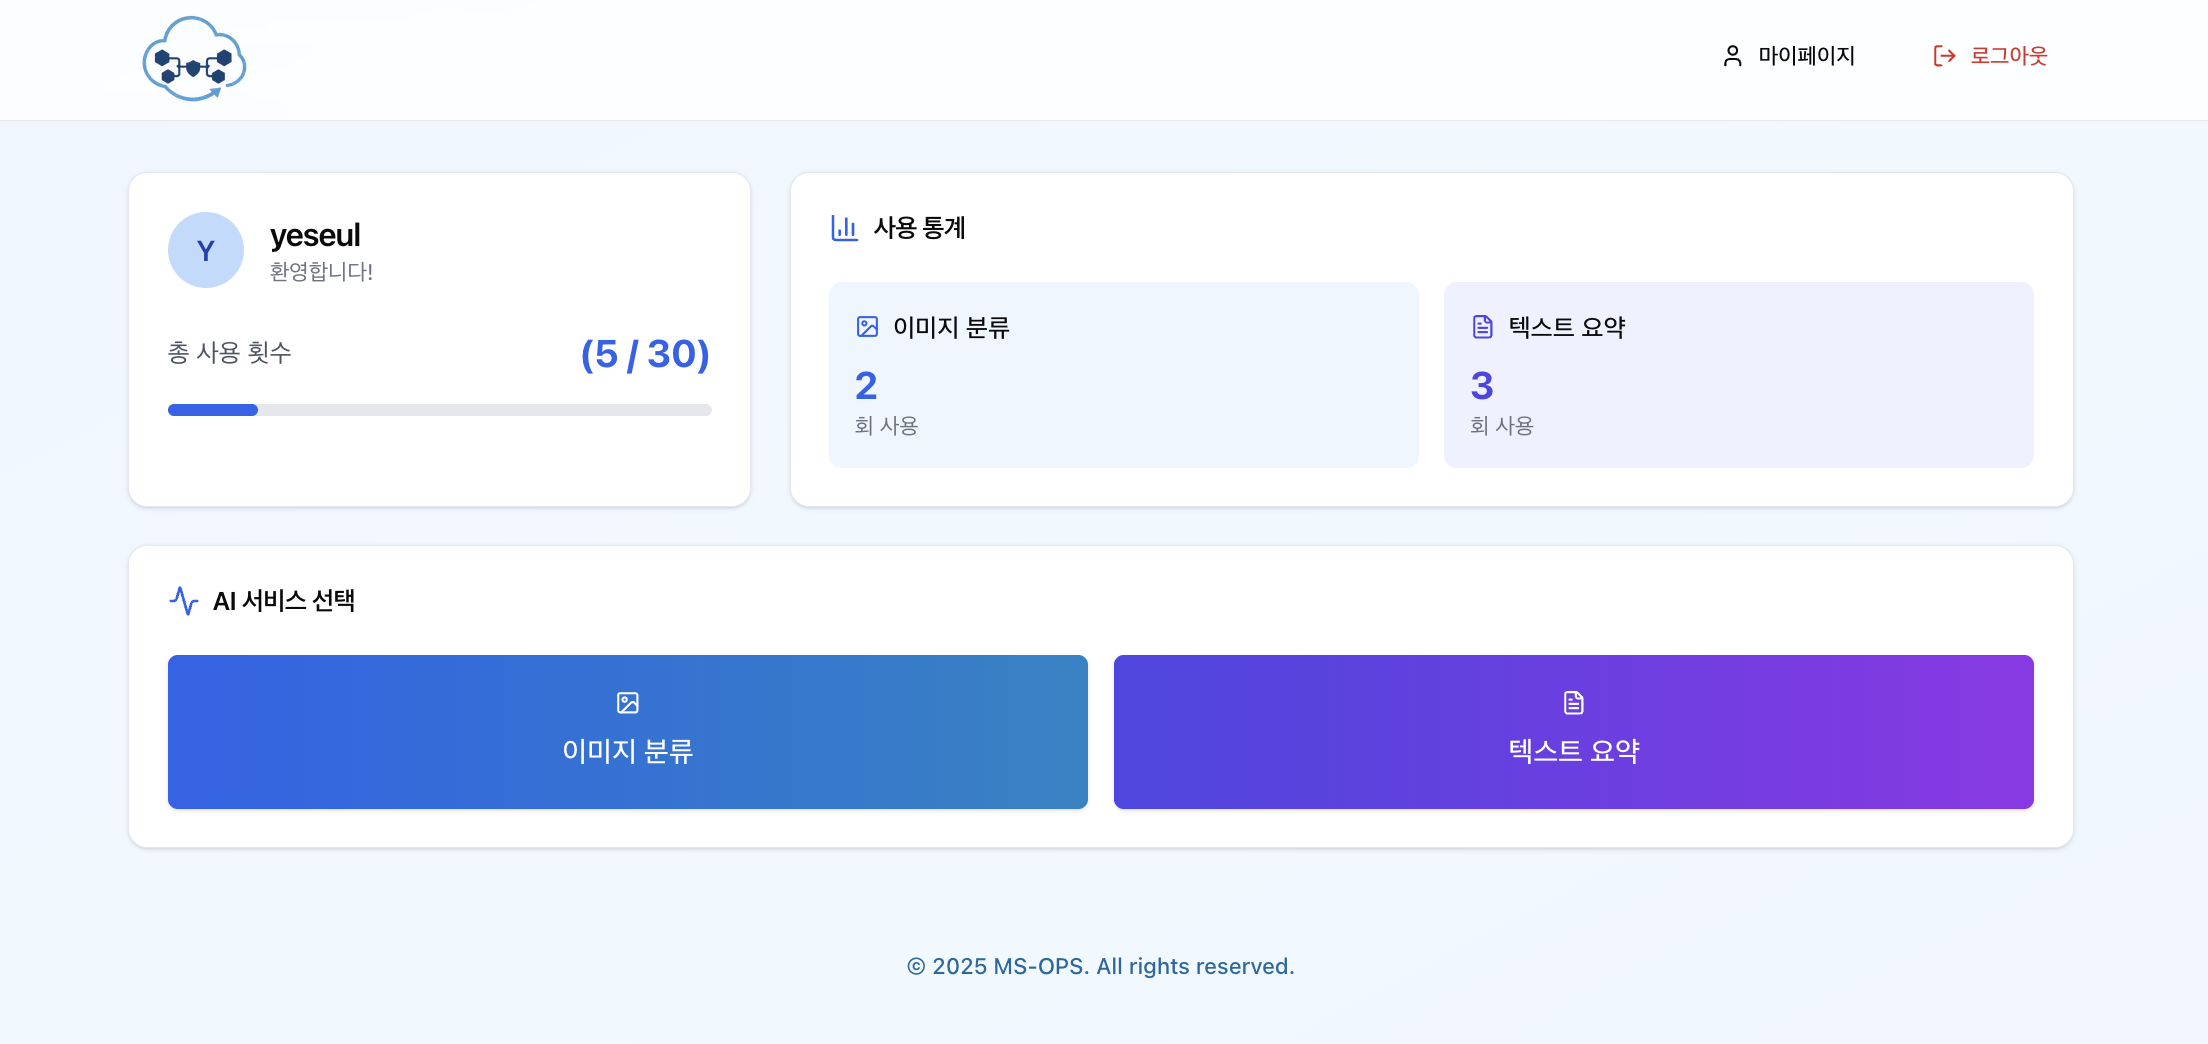 마이페이지
로그아웃
Y
yeseul
환영합니다!
총 사용 횟수
(5 / 30)
사용 통계
이미지 분류
2
회 사용
텍스트 요약
3
회 사용
AI 서비스 선택
이미지 분류
텍스트 요약
© 2025 MS-OPS. All rights reserved.